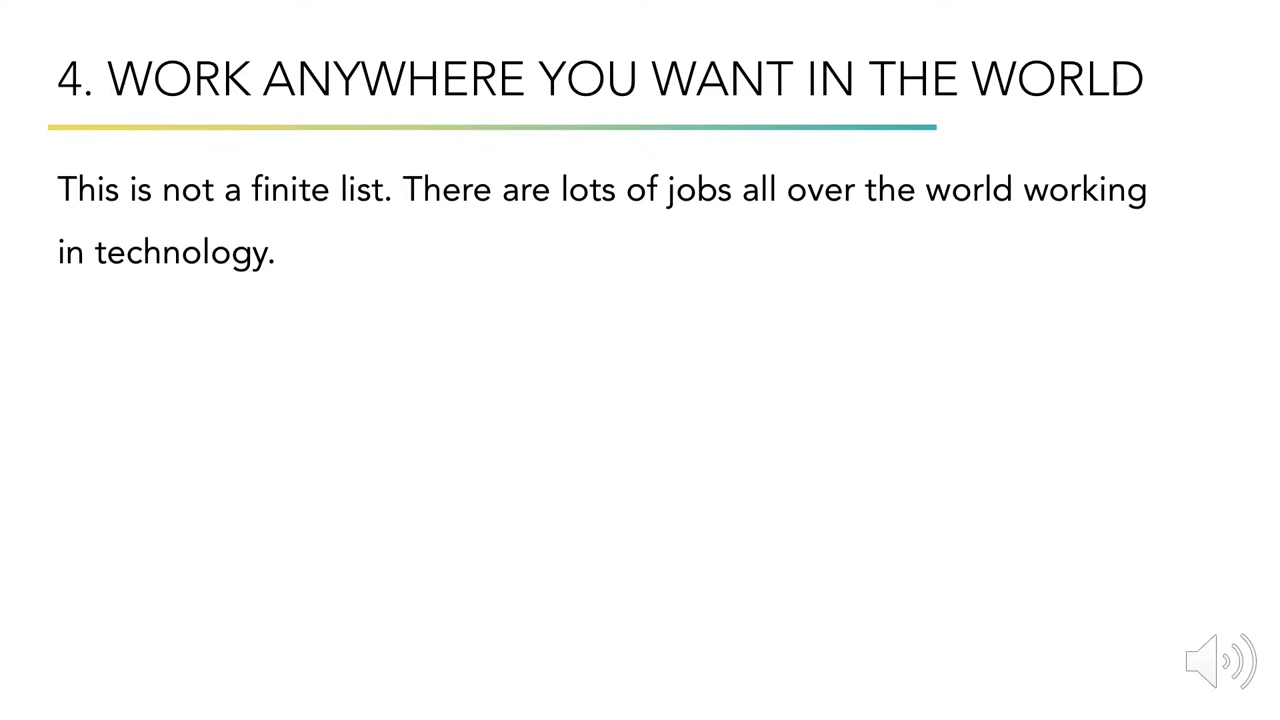 4. WORK ANYWHERE YOU WANT IN THE WORLD
This is not a finite list. There are lots of jobs all over the world working
in technology.